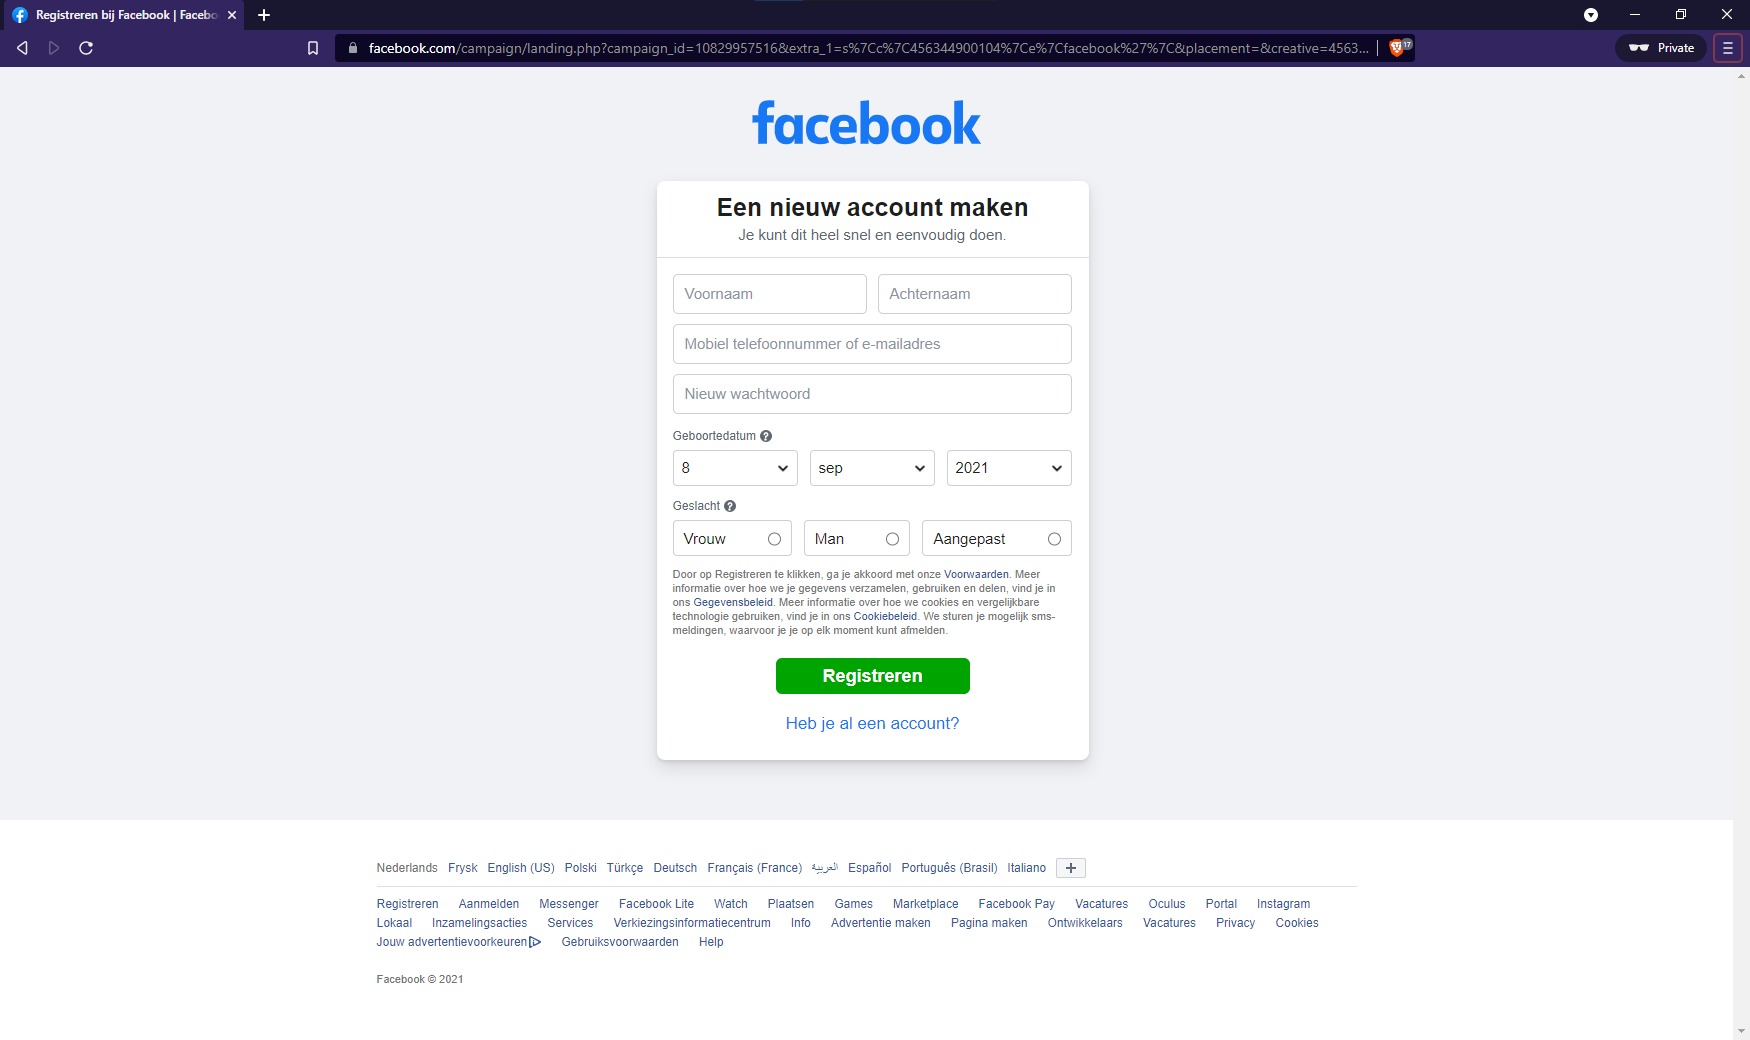 Registreren bij Facebook | Facebo
facebook.com/campaign/landing.php?campaign_id=10829957516&extra_1=s%7Cc%7C456344900104%7Ce%7Cfacebook%27%7C&placement=&creative=4563...
17
Private
facebook
Een nieuw account maken
Je kunt dit heel snel en eenvoudig doen.
Voornaam Achternaam
Mobiel telefoonnummer of e-mailadres
Nieuw wachtwoord
Geboortedatum ?
8 sep 2021
Geslacht ?
Vrouw Man Aangepast
Door op Registreren te klikken, ga je akkoord met onze Voorwaarden. Meer
informatie over hoe we je gegevens verzamelen, gebruiken en delen, vind je in
ons Gegevensbeleid. Meer informatie over hoe we cookies en vergelijkbare
technologie gebruiken, vind je in ons Cookiebeleid. We sturen je mogelijk sms-
meldingen, waarvoor je je op elk moment kunt afmelden.
Registreren
Heb je al een account?
Nederlands Frysk English (US) Polski Türkçe Deutsch Français (France) العربية Español Português (Brasil) Italiano +
Registreren Aanmelden Messenger Facebook Lite Watch Plaatsen Games Marketplace Facebook Pay Vacatures Oculus Portal Instagram
Lokaal Inzamelingsacties Services Verkiezingsinformatiecentrum Info Advertentie maken Pagina maken Ontwikkelaars Vacatures Privacy Cookies
Jouw advertentievoorkeuren Gebruiksvoorwaarden Help
Facebook © 2021